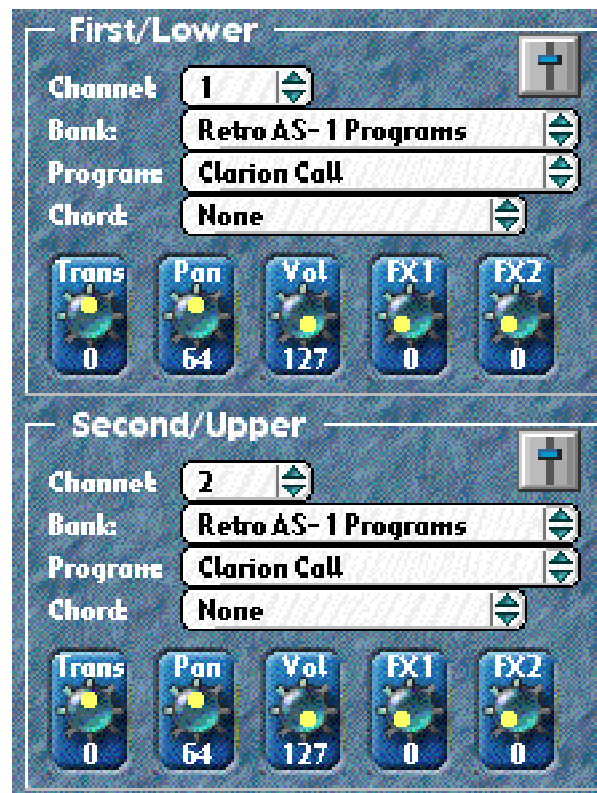 First/Lower
Channel: 1
Bank: Retro AS-1 Programs
Program: Clarion Call
Chord: None
Trans Pan Vol FX1 FX2
0 64 127 0 0
Second/Upper
Channel: 2
Bank: Retro AS-1 Programs
Program: Clarion Call
Chord: None
Trans Pan Vol FX1 FX2
0 64 127 0 0